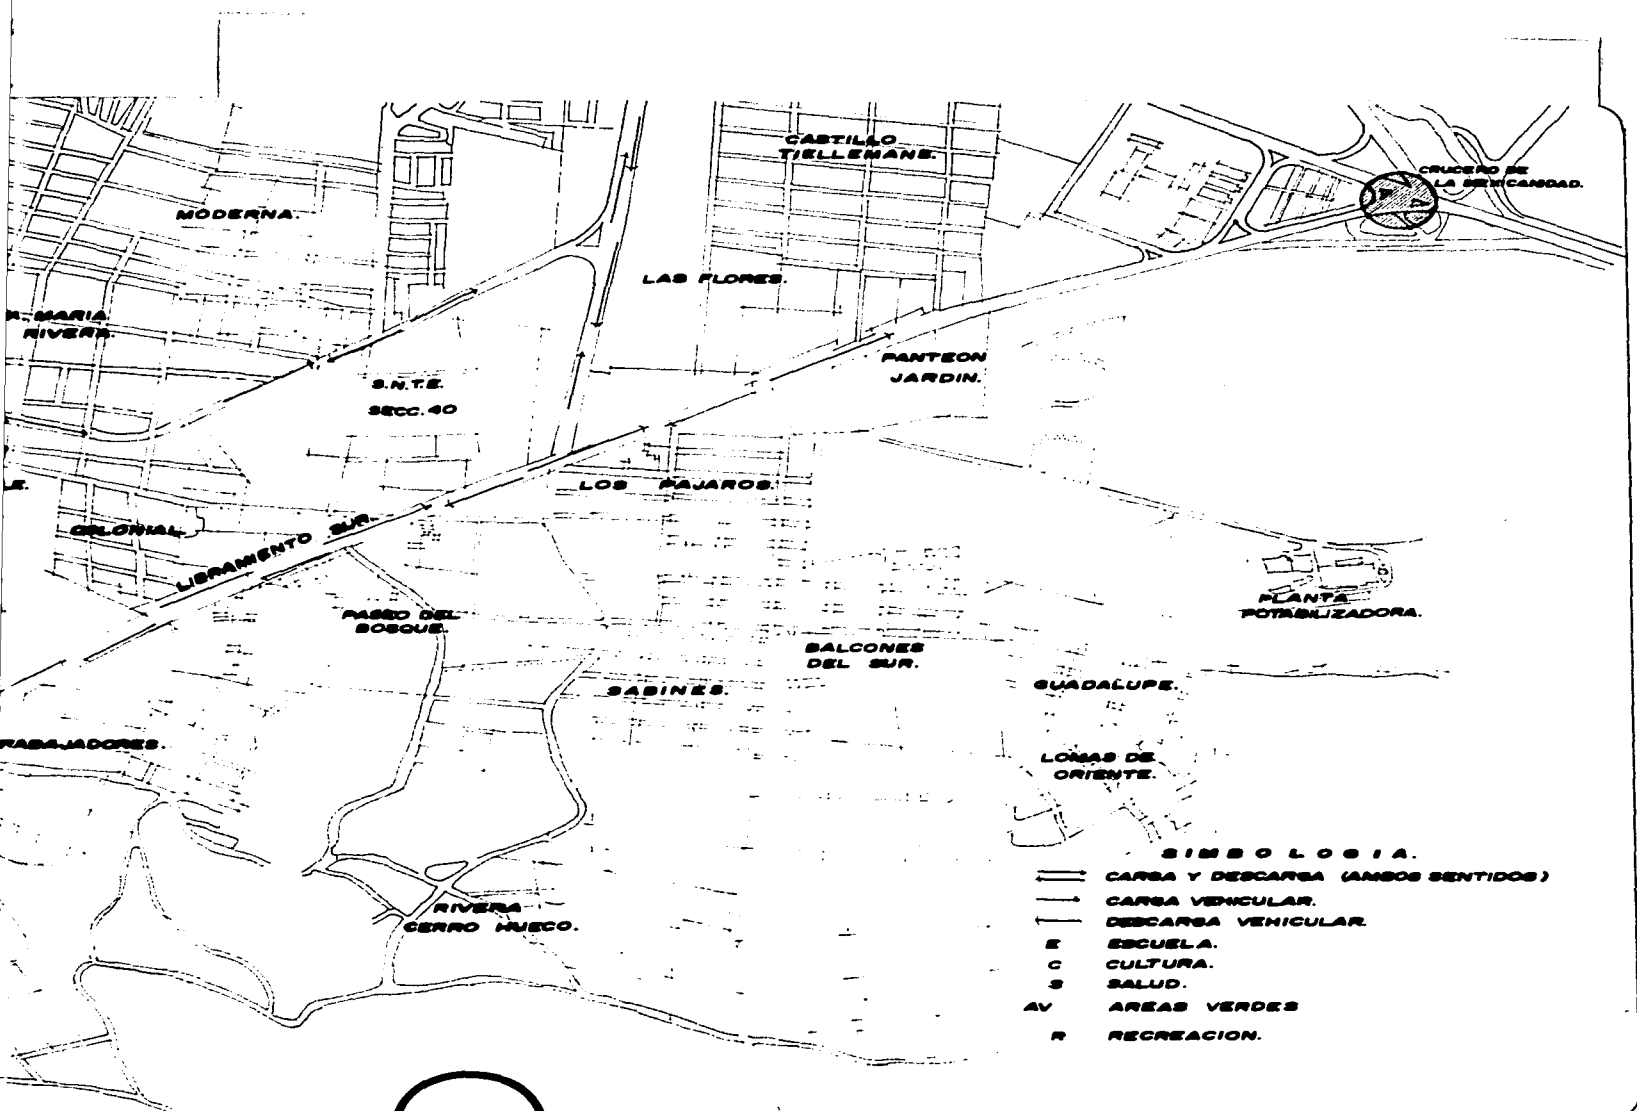 CASTILLO
TIELLEMANS.
CRUCERO DE
LA MEXICANIDAD.
MODERNA.
LAS FLORES.
MARIA
RIVERA.
PANTEON
JARDIN.
S.N.T.E.
SECC. 40
LOS PAJAROS.
COLONIAL
LIBRAMIENTO SUR.
PLANTA
POTABILIZADORA.
PASEO DEL
BOSQUE.
BALCONES
DEL SUR.
SABINES.
GUADALUPE.
RABAJADORES.
LOMAS DE
ORIENTE.
SIMBOLOGIA.
CARGA Y DESCARGA (AMBOS SENTIDOS)
CARGA VEHICULAR.
DESCARGA VEHICULAR.
E ESCUELA.
C CULTURA.
S SALUD.
AV AREAS VERDES
R RECREACION.
RIVERA
CERRO HUECO.